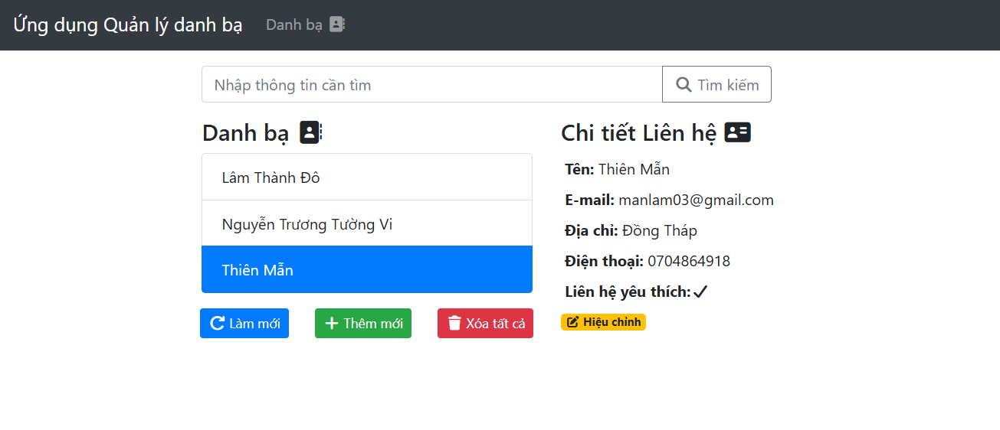 Ứng dụng Quản lý danh bạ Danh bạ
Nhập thông tin cần tìm Tìm kiếm
Danh bạ
Lâm Thành Đô
Nguyễn Trương Tường Vi
Thiên Mẫn
Làm mới Thêm mới Xóa tất cả
Chi tiết Liên hệ
Tên: Thiên Mẫn
E-mail: manlam03@gmail.com
Địa chỉ: Đồng Tháp
Điện thoại: 0704864918
Liên hệ yêu thích:
Hiệu chỉnh